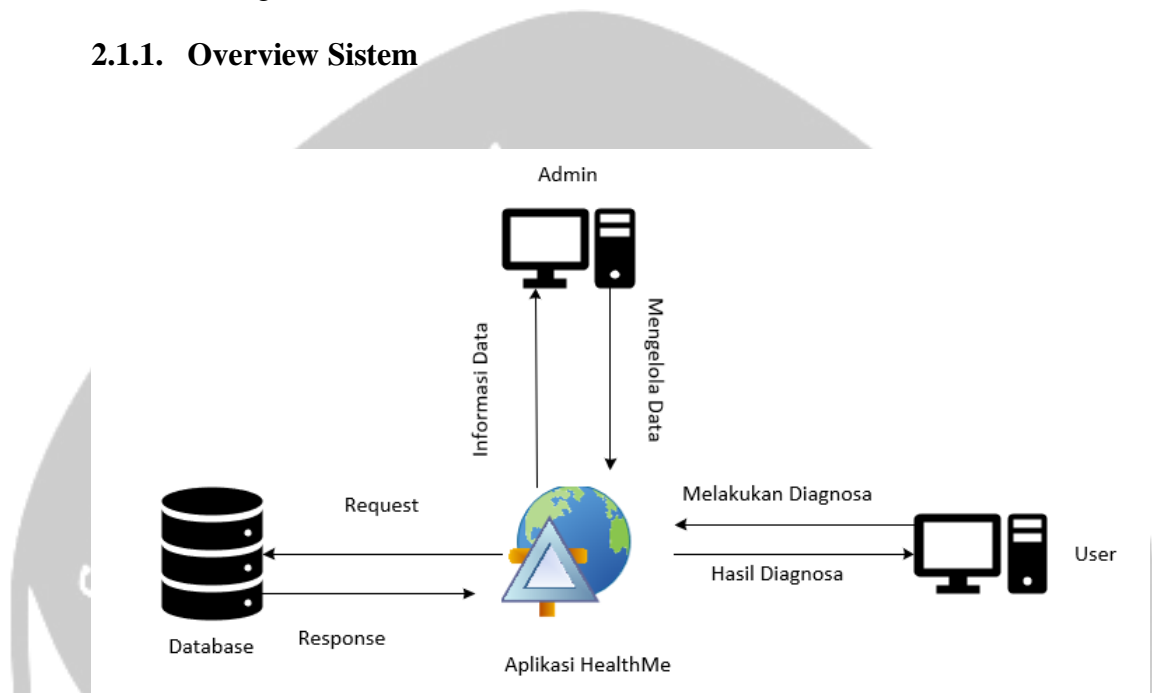 2.1.1. Overview Sistem
Admin
Informasi Data
Mengelola Data
Request
Melakukan Diagnosa
Hasil Diagnosa
User
Database
Response
Aplikasi HealthMe